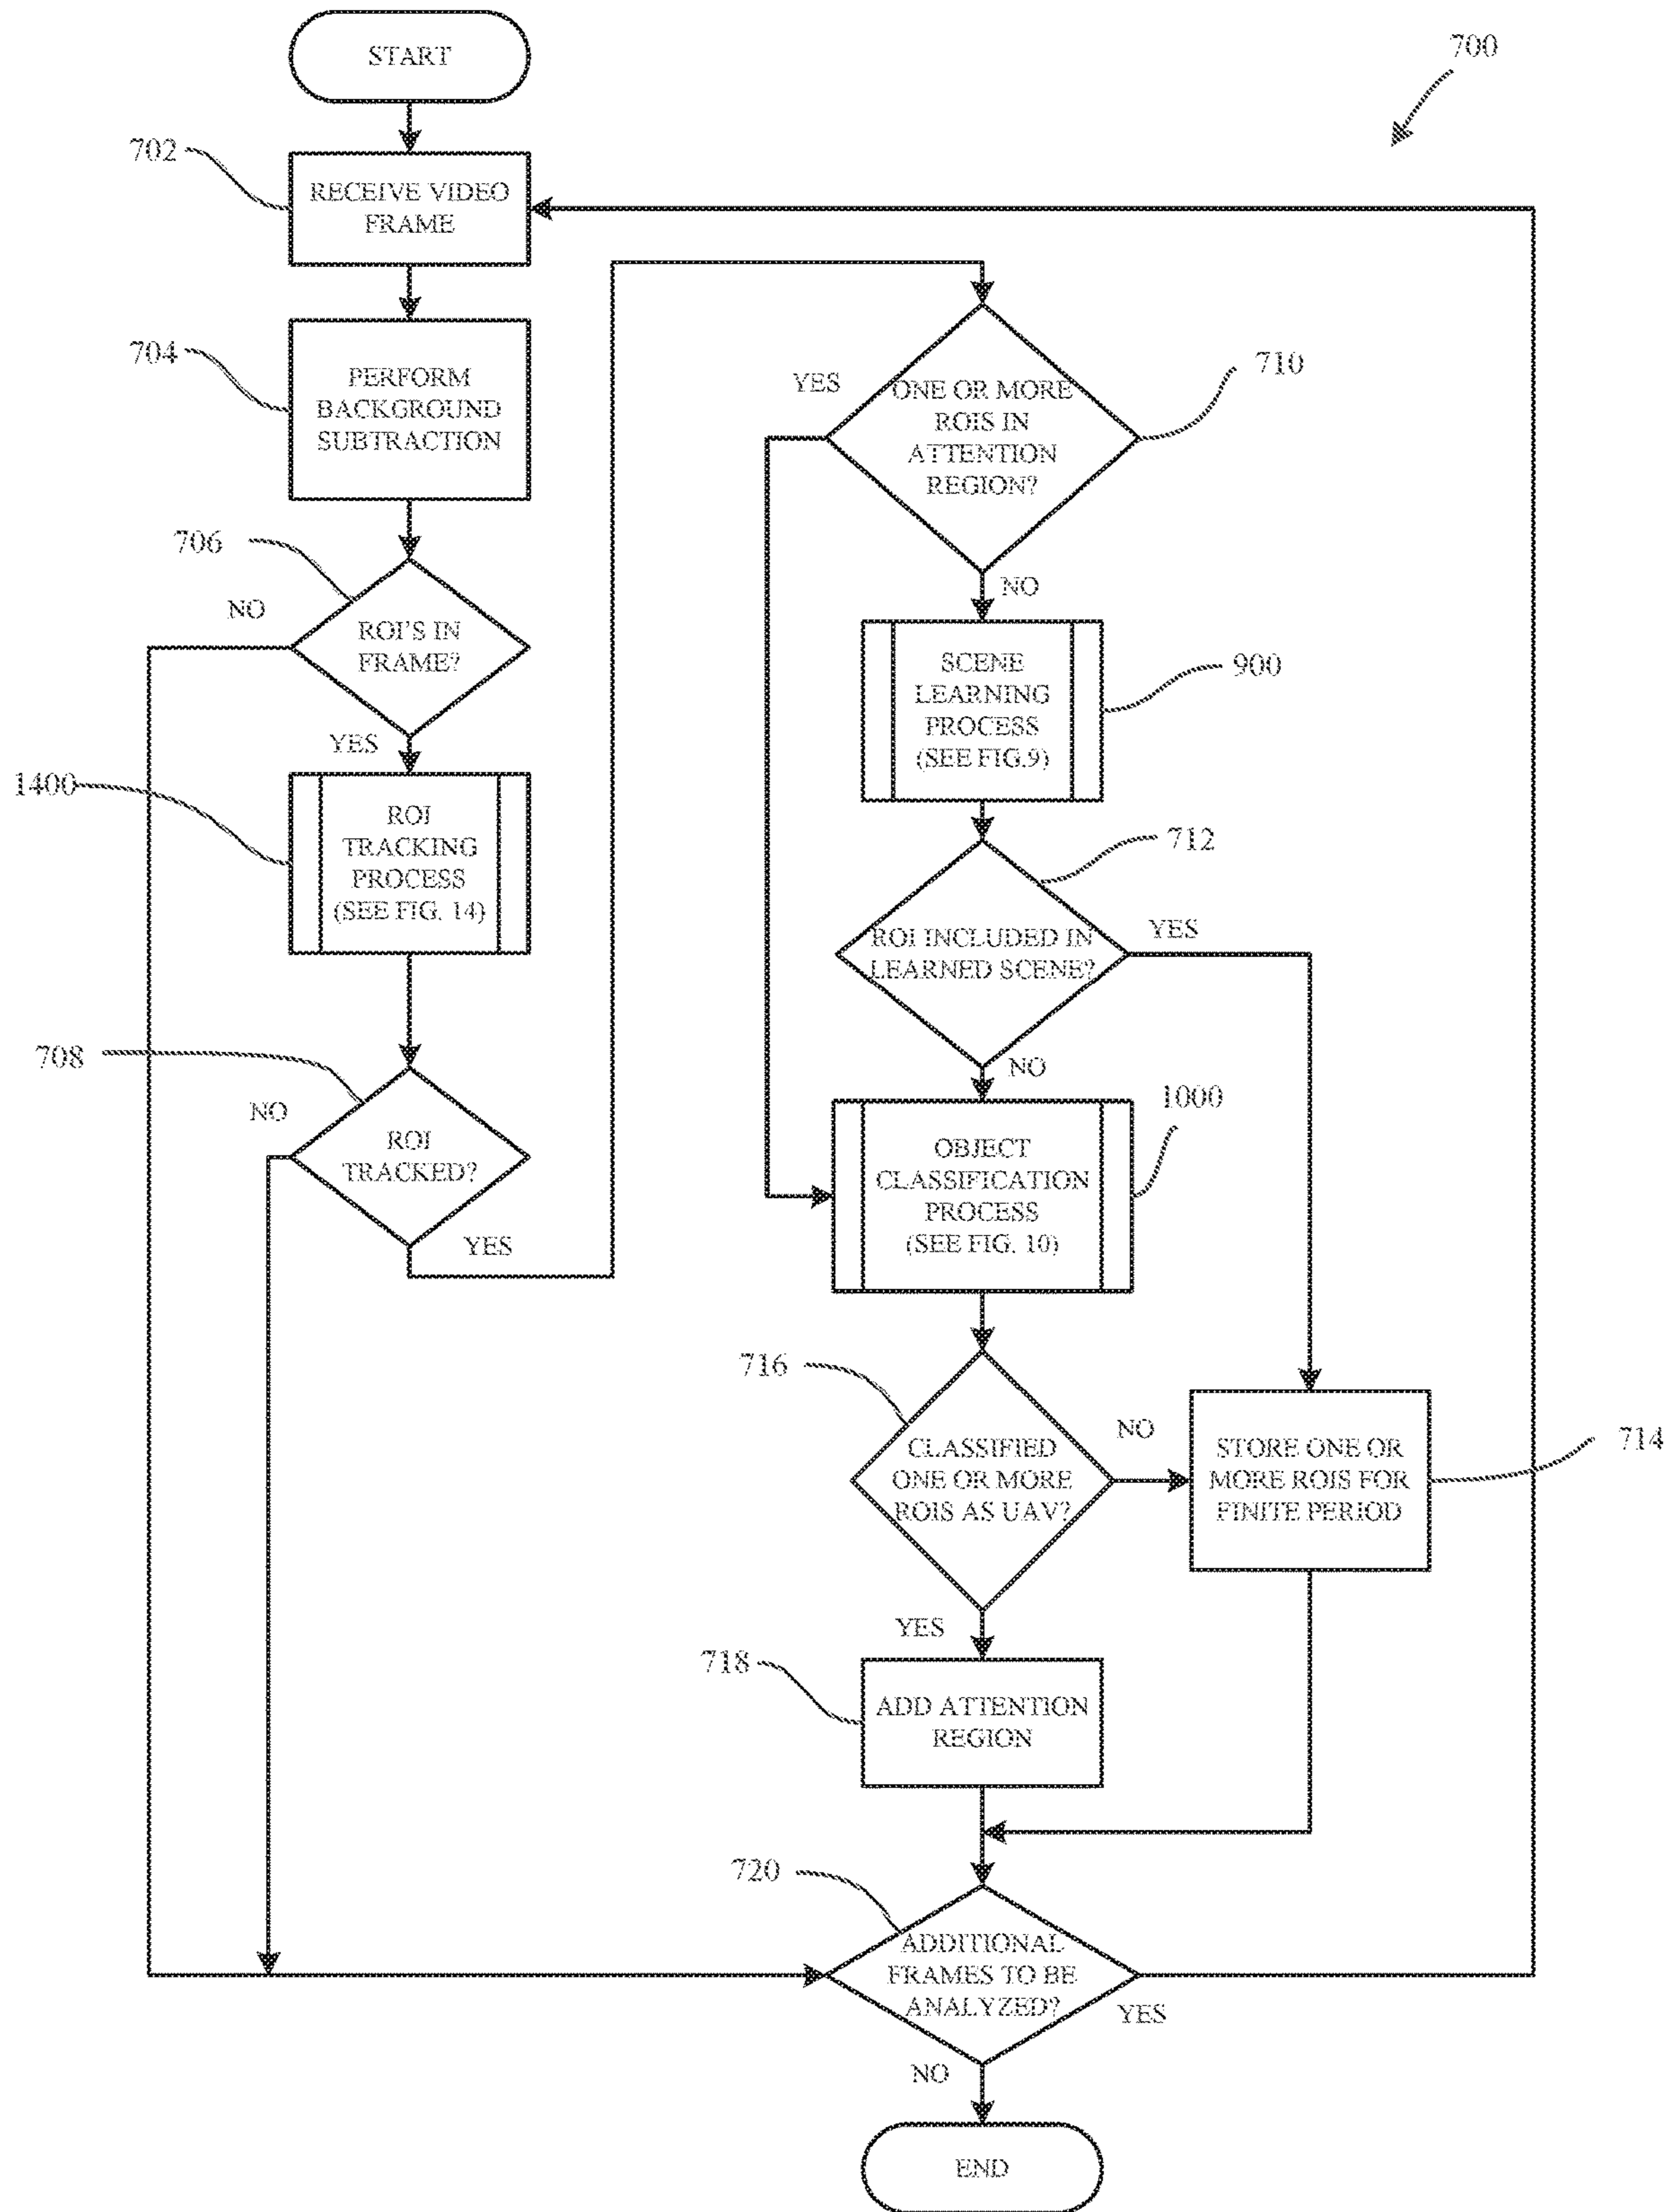 START
700
702
RECEIVE VIDEO
FRAME
704
PERFORM
BACKGROUND
SUBTRACTION
706
NO
ROI'S IN
FRAME?
YES
1400
ROI
TRACKING
PROCESS
(SEE FIG. 14)
708
NO
ROI
TRACKED?
YES
YES
ONE OR MORE
ROIS IN
ATTENTION
REGION?
710
NO
SCENE
LEARNING
PROCESS
(SEE FIG.9)
900
712
ROI INCLUDED IN
LEARNED SCENE?
YES
NO
1000
OBJECT
CLASSIFICATION
PROCESS
(SEE FIG. 10)
716
CLASSIFIED
ONE OR MORE
ROIS AS UAV?
NO
STORE ONE OR
MORE ROIS FOR
FINITE PERIOD
714
YES
718
ADD ATTENTION
REGION
720
ADDITIONAL
FRAMES TO BE
ANALYZED?
YES
NO
END